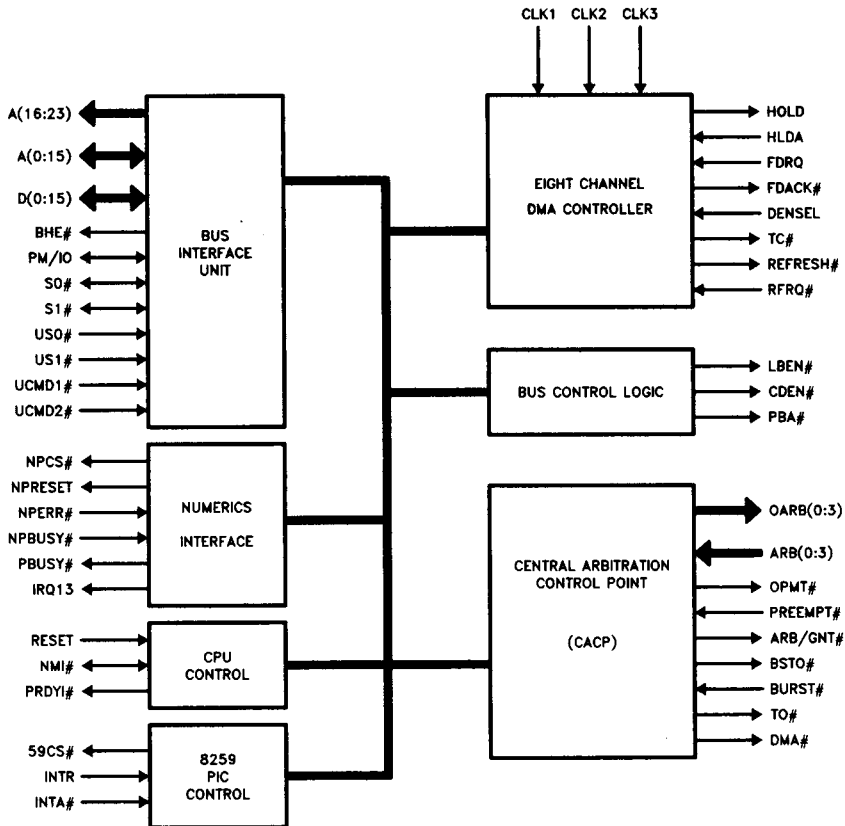 CLK1 CLK2 CLK3
A(16:23)
A(0:15)
D(0:15)
BHE#
PM/IO
S0#
S1#
US0#
US1#
UCMD1#
UCMD2#
BUS
INTERFACE
UNIT
NPCS#
NPRESET
NPERR#
NPBUSY#
PBUSY#
IRQ13
NUMERICS
INTERFACE
RESET
NMI#
PRDYI#
CPU
CONTROL
59CS#
INTR
INTA#
8259
PIC
CONTROL
EIGHT CHANNEL
DMA CONTROLLER
HOLD
HLDA
FDRQ
FDACK#
DENSEL
TC#
REFRESH#
RFRQ#
BUS CONTROL LOGIC
LBEN#
CDEN#
PBA#
CENTRAL ARBITRATION
CONTROL POINT
(CACP)
OARB(0:3)
ARB(0:3)
OPMT#
PREEMPT#
ARB/GNT#
BSTO#
BURST#
TO#
DMA#